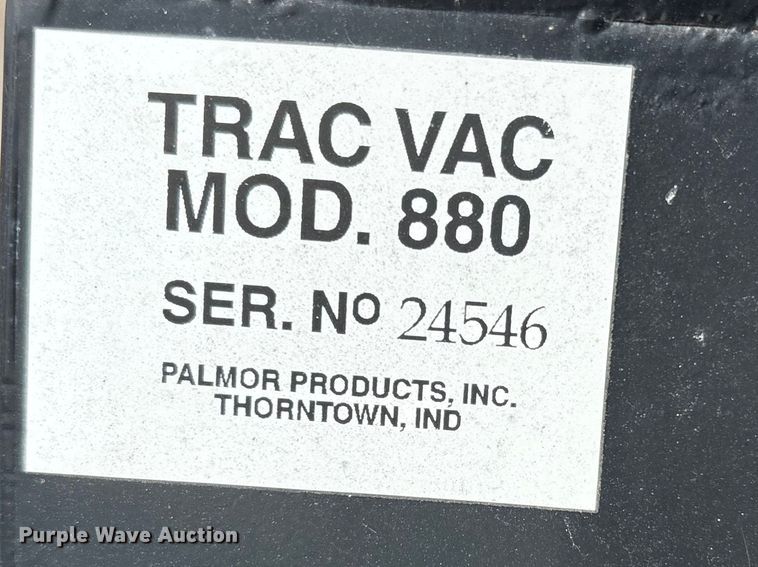 TRAC VAC
MOD. 880
SER. Nº 24546
PALMOR PRODUCTS, INC.
THORNTOWN, IND
Purple Wave Auction